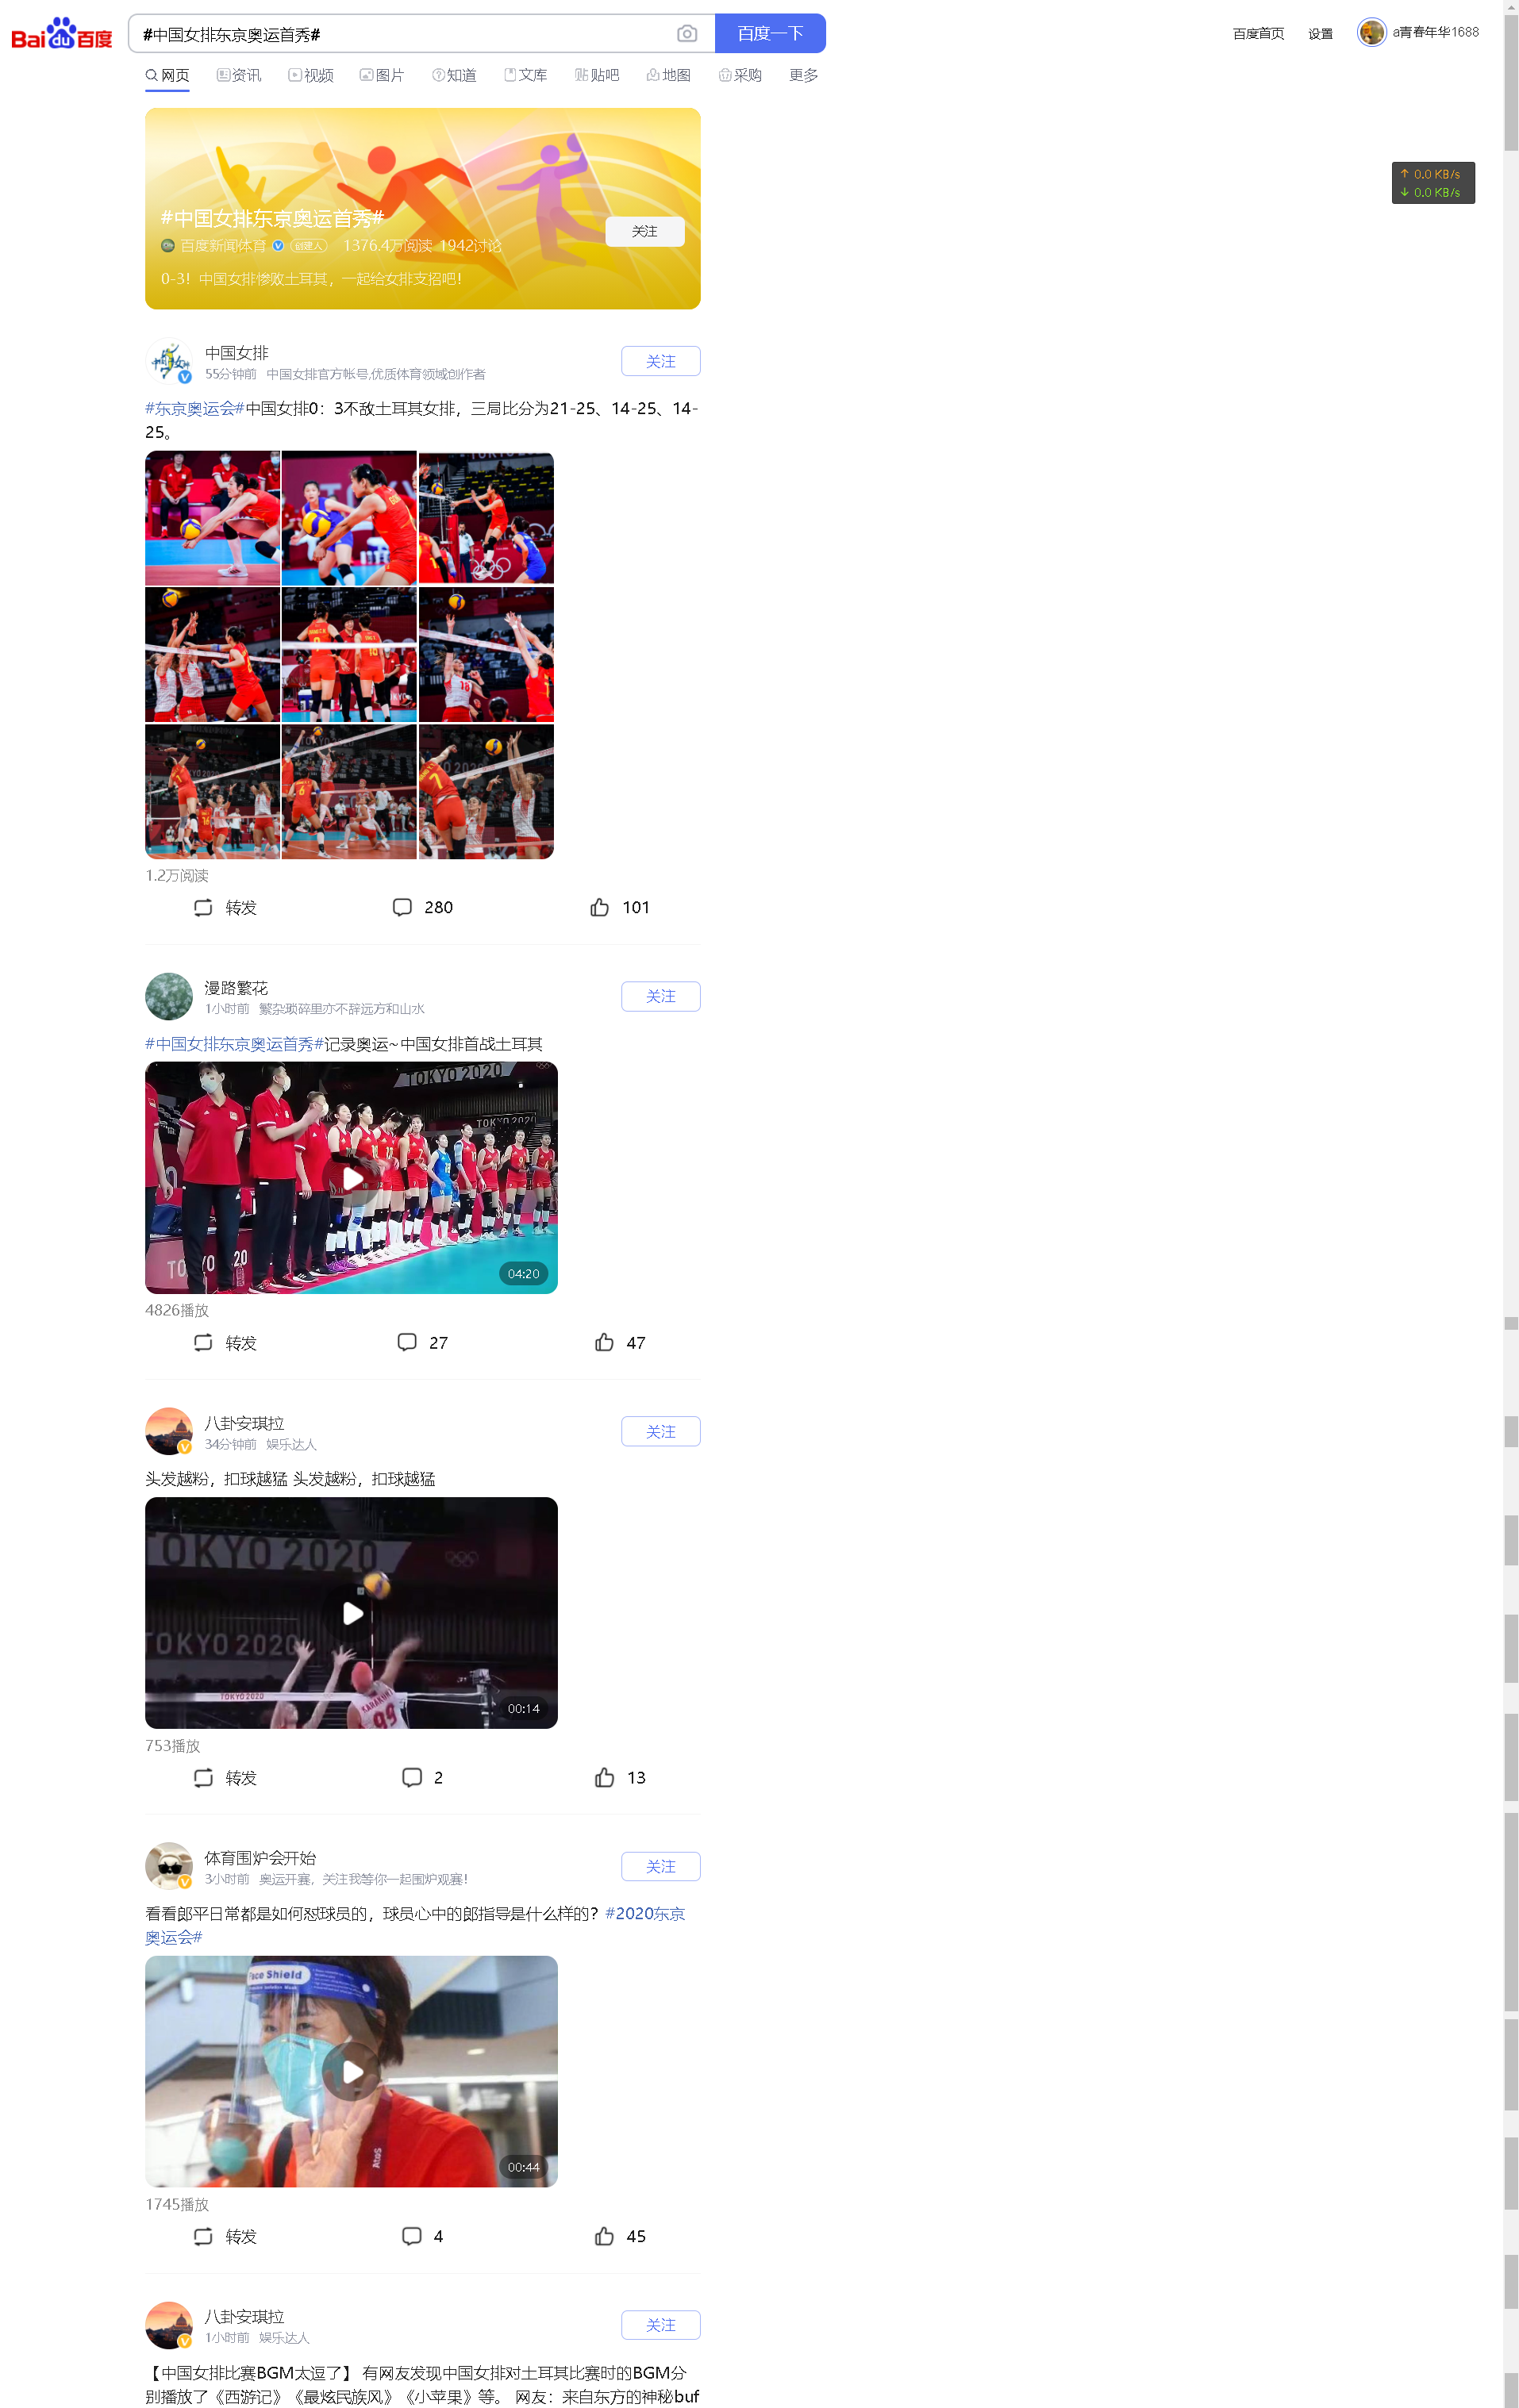 Bai du 百度
#中国女排东京奥运首秀#
百度一下
百度首页 设置 a青春年华1688
网页 资讯 视频 图片 知道 文库 贴吧 地图 采购 更多
↑ 0.0 KB/s
↓ 0.0 KB/s
#中国女排东京奥运首秀#
百度新闻体育 创建人 1376.4万阅读 1942讨论
关注
0-3！中国女排惨败土耳其，一起给女排支招吧！
中国女排
55分钟前 中国女排官方帐号,优质体育领域创作者
关注
#东京奥运会#中国女排0：3不敌土耳其女排，三局比分为21-25、14-25、14-
25。
1.2万阅读
转发 280 101
漫路繁花
1小时前 繁杂琐碎里亦不辞远方和山水
关注
#中国女排东京奥运首秀#记录奥运~中国女排首战土耳其
TOKYO 2020
TOKYO 2020
04:20
4826播放
转发 27 47
八卦安琪拉
34分钟前 娱乐达人
关注
头发越粉，扣球越猛 头发越粉，扣球越猛
TOKYO 2020
TOKYO 2020
TOKYO 2020
99
00:14
753播放
转发 2 13
体育围炉会开始
3小时前 奥运开赛，关注我等你一起围炉观赛！
关注
看看郎平日常都是如何怼球员的，球员心中的郎指导是什么样的？#2020东京
奥运会#
Face Shield
Atos
00:44
1745播放
转发 4 45
八卦安琪拉
1小时前 娱乐达人
关注
【中国女排比赛BGM太逗了】 有网友发现中国女排对土耳其比赛时的BGM分
别播放了《西游记》《最炫民族风》《小苹果》等。 网友：来自东方的神秘buf